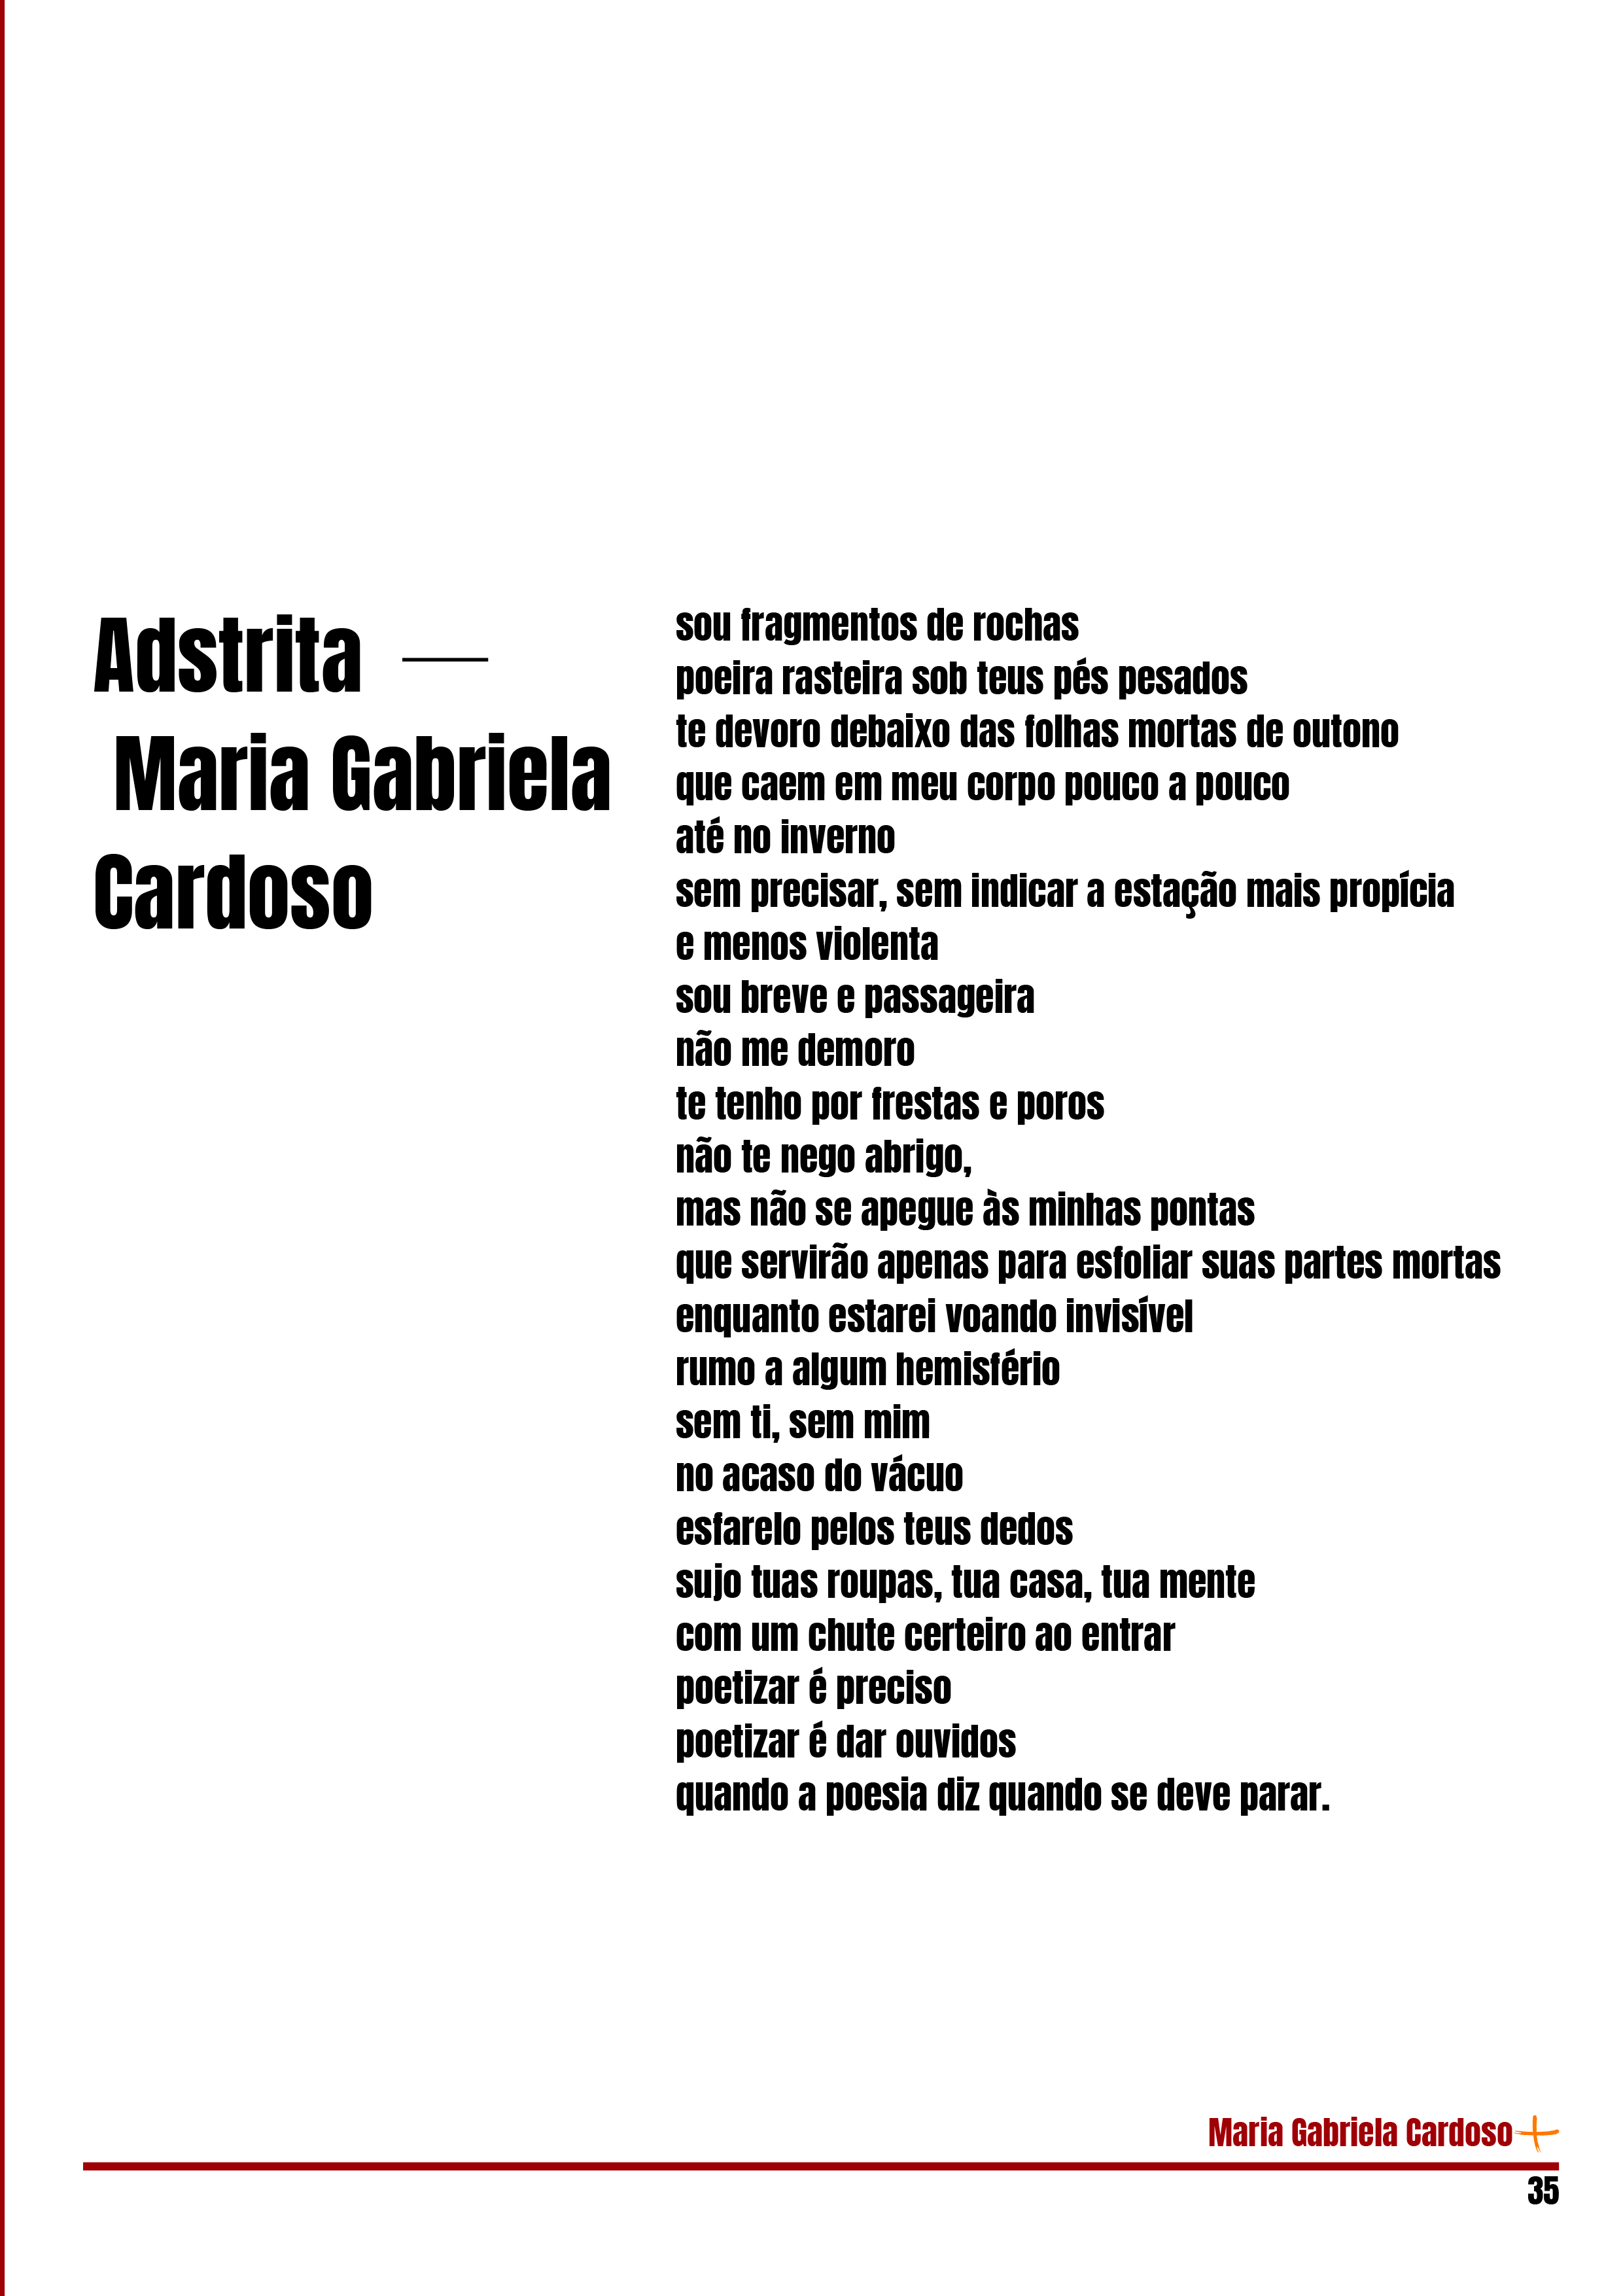 Adstrita —
Maria Gabriela
Cardoso
sou fragmentos de rochas
poeira rasteira sob teus pés pesados
te devoro debaixo das folhas mortas de outono
que caem em meu corpo pouco a pouco
até no inverno
sem precisar, sem indicar a estação mais propícia
e menos violenta
sou breve e passageira
não me demoro
te tenho por frestas e poros
não te nego abrigo,
mas não se apegue às minhas pontas
que servirão apenas para esfoliar suas partes mortas
enquanto estarei voando invisível
rumo a algum hemisfério
sem ti, sem mim
no acaso do vácuo
esfarelo pelos teus dedos
sujo tuas roupas, tua casa, tua mente
com um chute certeiro ao entrar
poetizar é preciso
poetizar é dar ouvidos
quando a poesia diz quando se deve parar.
Maria Gabriela Cardoso
35